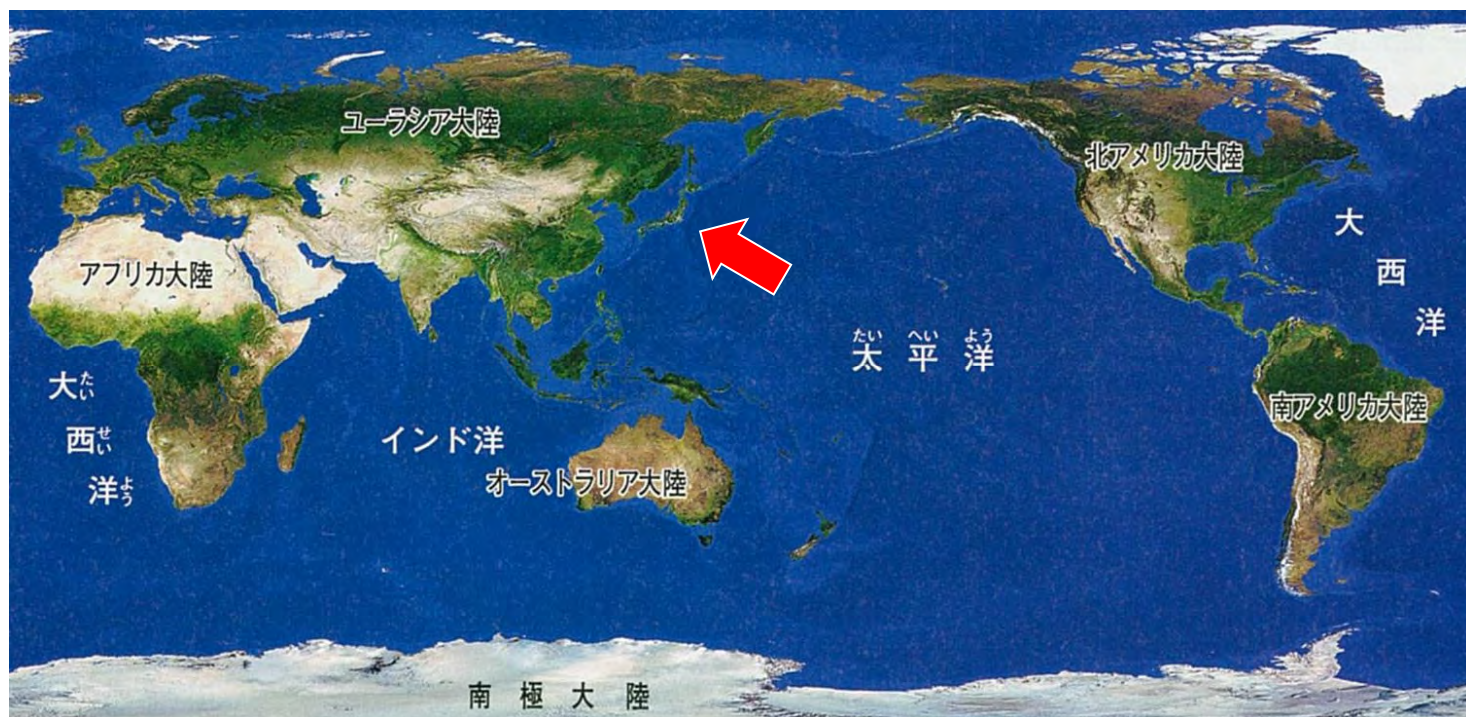 ユーラシア大陸
北アメリカ大陸
アフリカ大陸
大西洋
太平洋
たい へい よう
大西洋
たい せい よう
インド洋
オーストラリア大陸
南アメリカ大陸
南極大陸